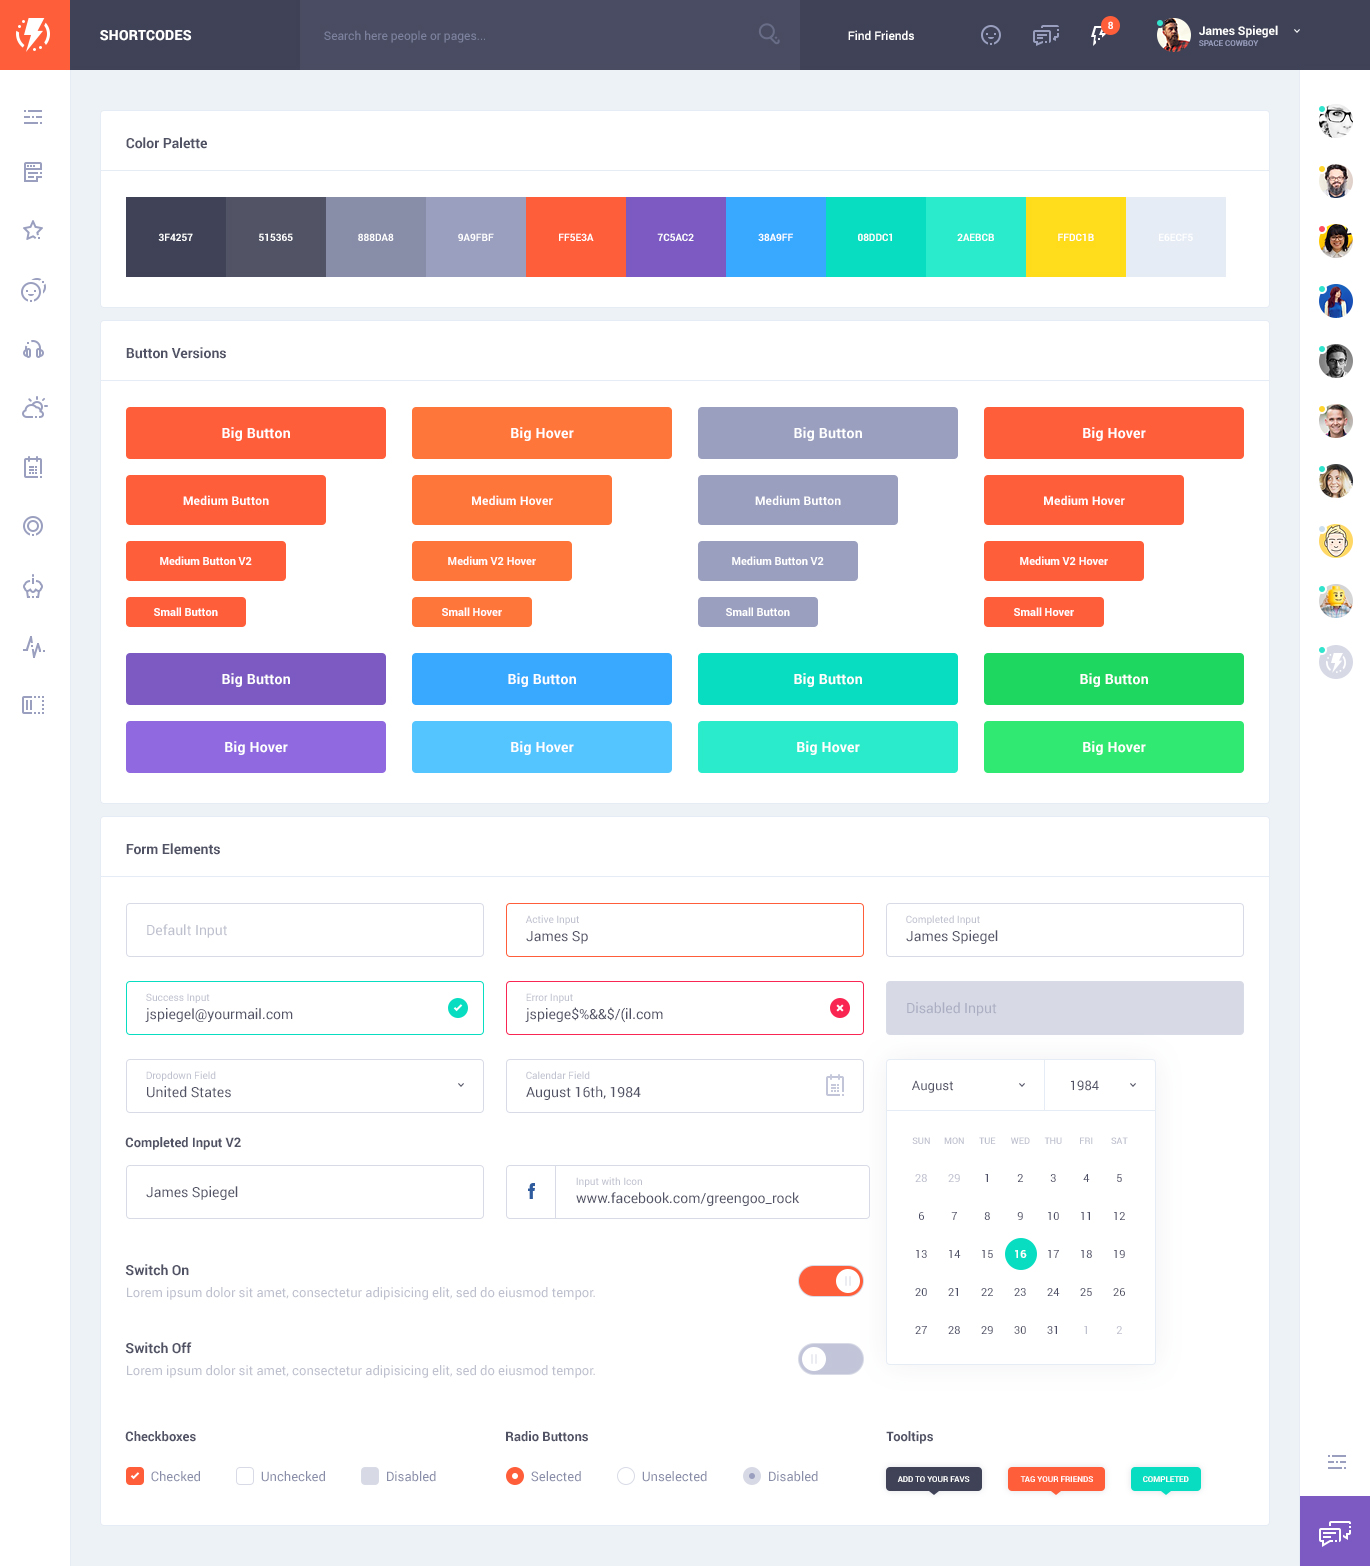 SHORTCODES
Search here people or pages...
Find Friends
8
James Spiegel
SPACE COWBOY
Color Palette
3F4257
515365
888DA8
9A9FBF
FF5E3A
7C5AC2
38A9FF
08DDC1
2AEBCB
FFDC1B
E6ECF5
Button Versions
Big Button
Big Hover
Big Button
Big Hover
Medium Button
Medium Hover
Medium Button
Medium Hover
Medium Button V2
Medium V2 Hover
Medium Button V2
Medium V2 Hover
Small Button
Small Hover
Small Button
Small Hover
Big Button
Big Button
Big Button
Big Button
Big Hover
Big Hover
Big Hover
Big Hover
Form Elements
Default Input
Active Input
James Sp
Completed Input
James Spiegel
Success Input
jspiegel@yourmail.com
Error Input
jspiege$%&&$/(il.com
Disabled Input
Dropdown Field
United States
Calendar Field
August 16th, 1984
August
1984
SUN MON TUE WED THU FRI SAT
28 29 1 2 3 4 5
6 7 8 9 10 11 12
13 14 15 16 17 18 19
20 21 22 23 24 25 26
27 28 29 30 31 1 2
Completed Input V2
James Spiegel
f
Input with Icon
www.facebook.com/greengoo_rock
Switch On
Lorem ipsum dolor sit amet, consectetur adipisicing elit, sed do eiusmod tempor.
Switch Off
Lorem ipsum dolor sit amet, consectetur adipisicing elit, sed do eiusmod tempor.
Checkboxes
Checked
Unchecked
Disabled
Radio Buttons
Selected
Unselected
Disabled
Tooltips
ADD TO YOUR FAVS
TAG YOUR FRIENDS
COMPLETED